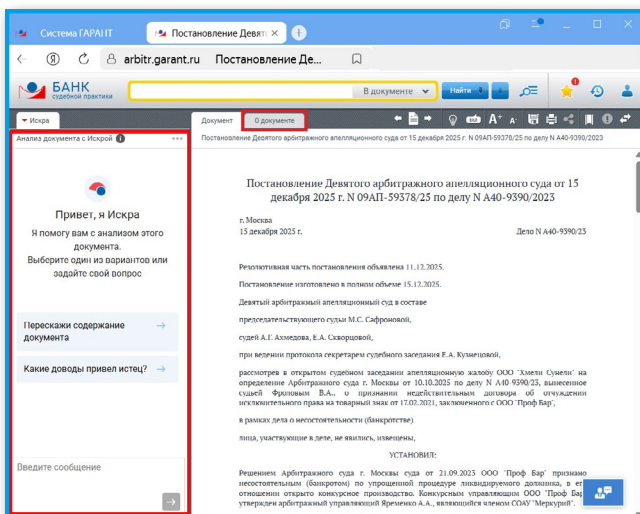 Система ГАРАНТ
Постановление Девят
arbitr.garant.ru Постановление Де...
БАНК
судебной практики
В документе
Найти
Искра
Документ
О документе
Анализ документа с Искрой
Постановление Девятого арбитражного апелляционного суда от 15 декабря 2025 г. N 09АП-59378/25 по делу N А40-9390/2023
Привет, я Искра
Я помогу вам с анализом этого
документа.
Выберите один из вариантов или
задайте свой вопрос
Перескажи содержание
документа
Какие доводы привел истец?
Введите сообщение
Постановление Девятого арбитражного апелляционного суда от 15
декабря 2025 г. N 09АП-59378/25 по делу N А40-9390/2023
г. Москва
15 декабря 2025 г. Дело N А40-9390/23
Резолютивная часть постановления объявлена 11.12.2025.
Постановление изготовлено в полном объеме 15.12.2025.
Девятый арбитражный апелляционный суд в составе
председательствующего судьи М.С. Сафроновой,
судей А.Г. Ахмедова, Е.А. Скворцовой,
при ведении протокола секретарем судебного заседания Е.А. Кузнецовой,
рассмотрев в открытом судебном заседании апелляционную жалобу ООО "Хмели Сунели" на
определение Арбитражного суда г. Москвы от 10.10.2025 по делу N А40 9390/23, вынесенное
судьей Фроловым В.А., о признании недействительным договора об отчуждении
исключительного права на товарный знак от 17.02.2021, заключенного с ООО "Проф Бар",
в рамках дела о несостоятельности (банкротстве)
лица, участвующие в деле, не явились, извещены,
УСТАНОВИЛ:
Решением Арбитражного суда г. Москвы суда от 21.09.2023 ООО "Проф Бар" признано
несостоятельным (банкротом) по упрощенной процедуре ликвидируемого должника, в е
отношении открыто конкурсное производство. Конкурсным управляющим ООО "Проф Бар
утвержден арбитражный управляющий Яременко А.А., являющийся членом СОАУ "Меркурий".